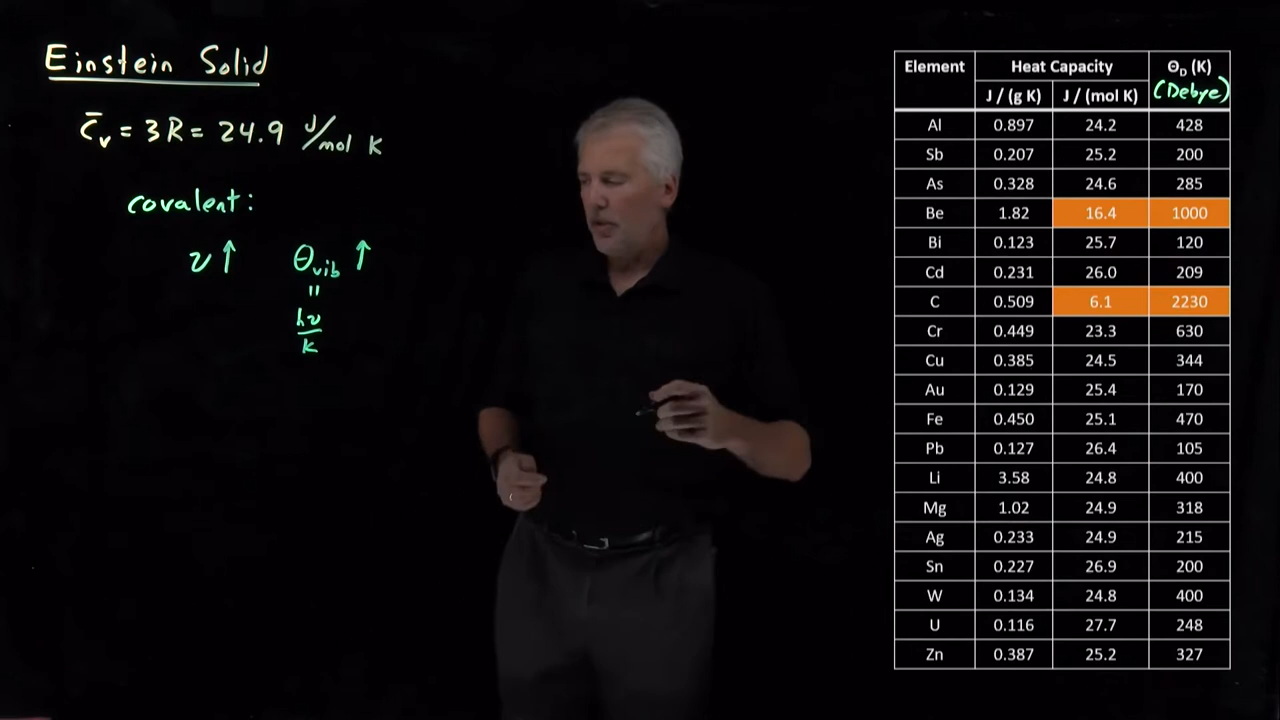 Einstein Solid
C̄ᵥ = 3R = 24.9 J/mol K
covalent:
ν↑ Θvib ↑
=
hν
k
Element Heat Capacity Θ_D (K)
J / (g K) J / (mol K) (Debye)
Al 0.897 24.2 428
Sb 0.207 25.2 200
As 0.328 24.6 285
Be 1.82 16.4 1000
Bi 0.123 25.7 120
Cd 0.231 26.0 209
C 0.509 6.1 2230
Cr 0.449 23.3 630
Cu 0.385 24.5 344
Au 0.129 25.4 170
Fe 0.450 25.1 470
Pb 0.127 26.4 105
Li 3.58 24.8 400
Mg 1.02 24.9 318
Ag 0.233 24.9 215
Sn 0.227 26.9 200
W 0.134 24.8 400
U 0.116 27.7 248
Zn 0.387 25.2 327